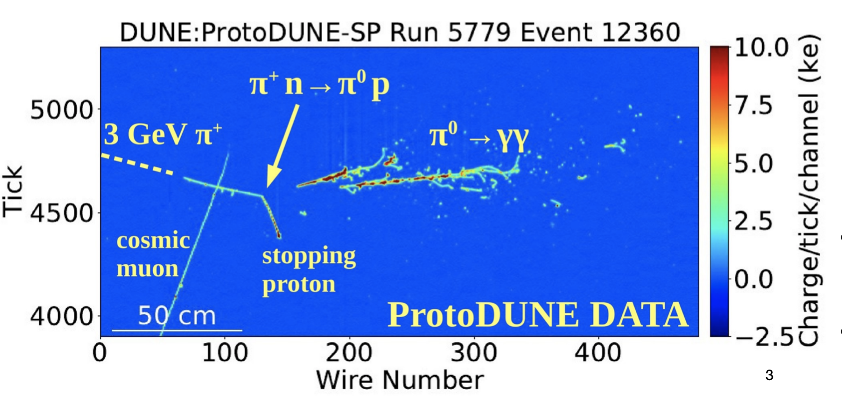 DUNE:ProtoDUNE-SP Run 5779 Event 12360
π⁺ n → π⁰ p
3 GeV π⁺
π⁰ → γγ
cosmic
muon
stopping
proton
50 cm
ProtoDUNE DATA
5000
4500
4000
Tick
0
100
200
300
400
Wire Number
10.0
7.5
5.0
2.5
0.0
−2.5
Charge/tick/channel (ke)
3